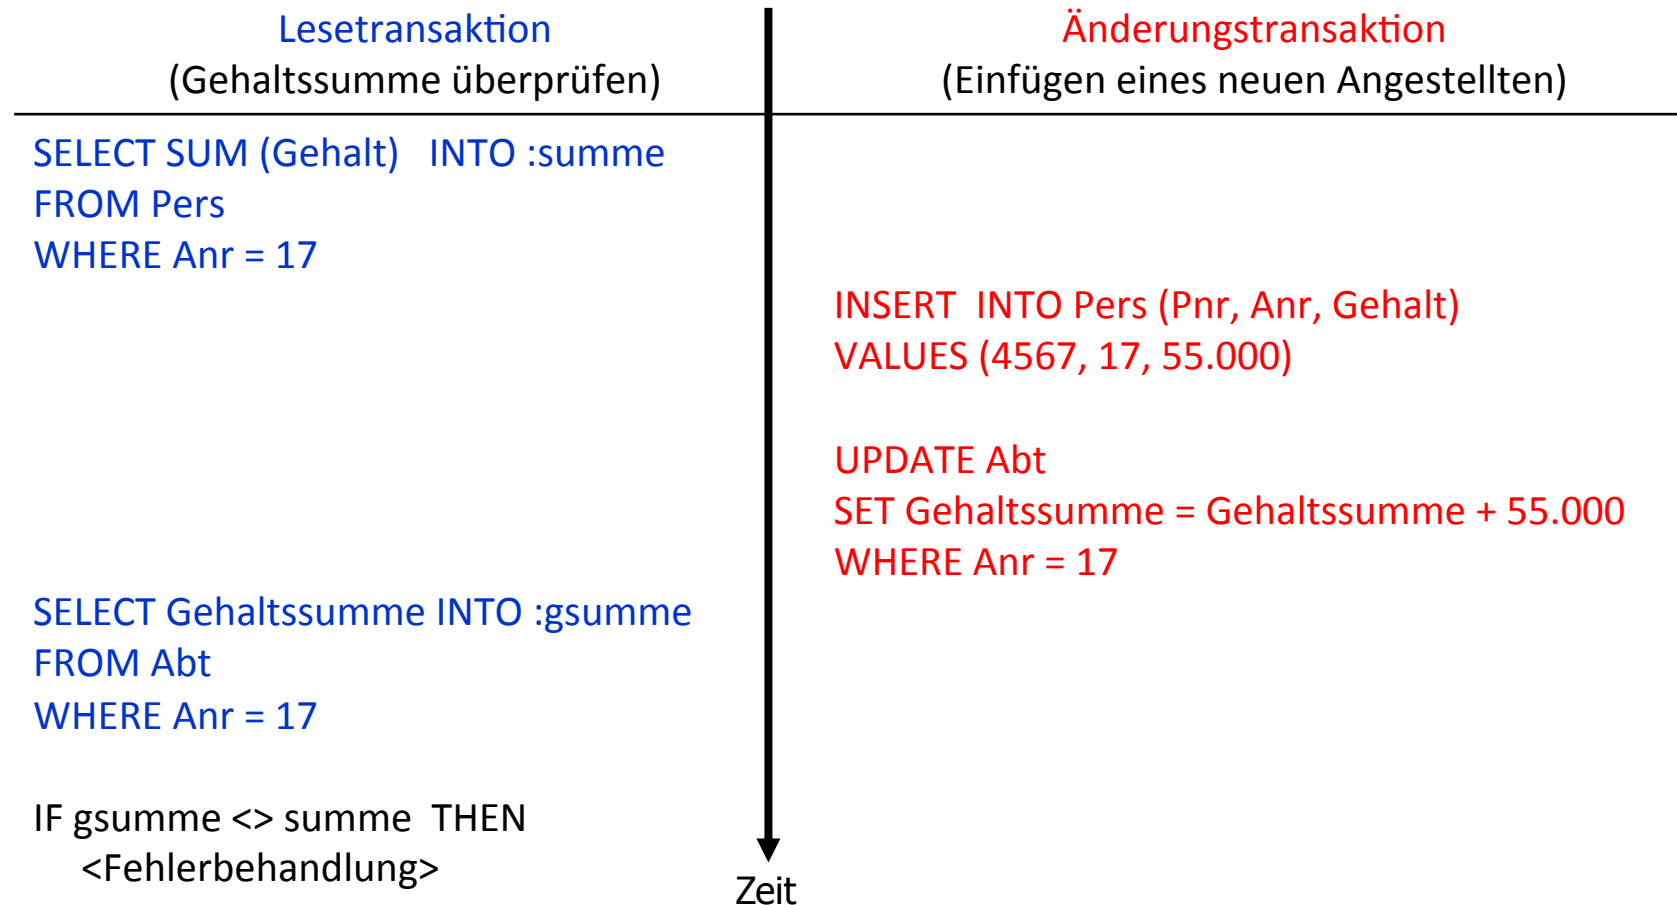 Lesetransaktion
(Gehaltssumme überprüfen)
Änderungstransaktion
(Einfügen eines neuen Angestellten)
SELECT SUM (Gehalt) INTO :summe
FROM Pers
WHERE Anr = 17
INSERT INTO Pers (Pnr, Anr, Gehalt)
VALUES (4567, 17, 55.000)
UPDATE Abt
SET Gehaltssumme = Gehaltssumme + 55.000
WHERE Anr = 17
SELECT Gehaltssumme INTO :gsumme
FROM Abt
WHERE Anr = 17
IF gsumme <> summe THEN
<Fehlerbehandlung>
Zeit